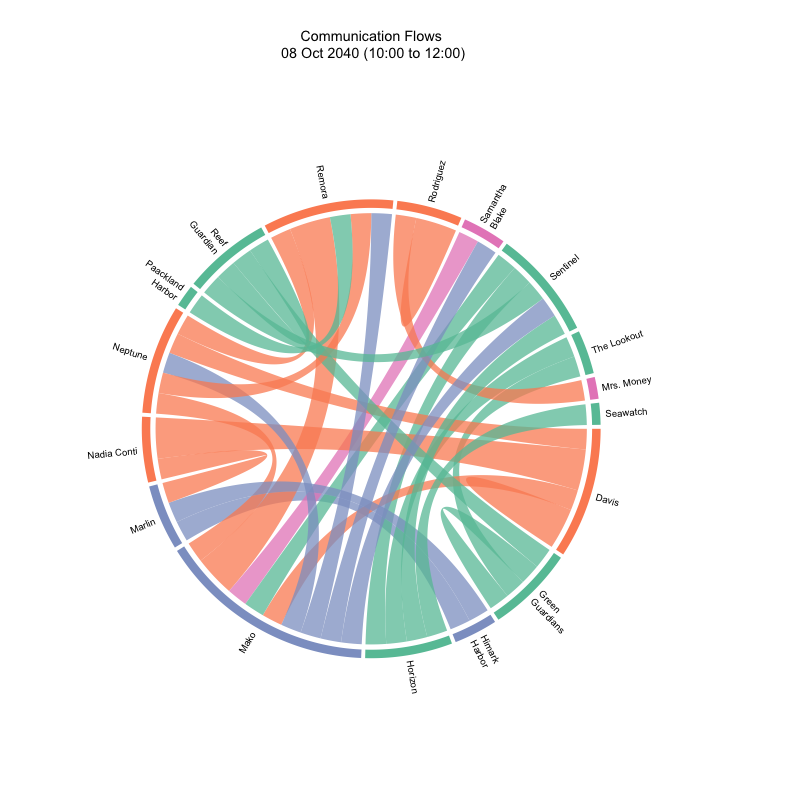 Communication Flows
08 Oct 2040 (10:00 to 12:00)
Remora
Rodriguez
Samantha
Blake
Sentinel
The Lookout
Mrs. Money
Seawatch
Davis
Green
Guardians
Himark
Harbor
Horizon
Mako
Marlin
Nadia Conti
Neptune
Paackland
Harbor
Reef
Guardian